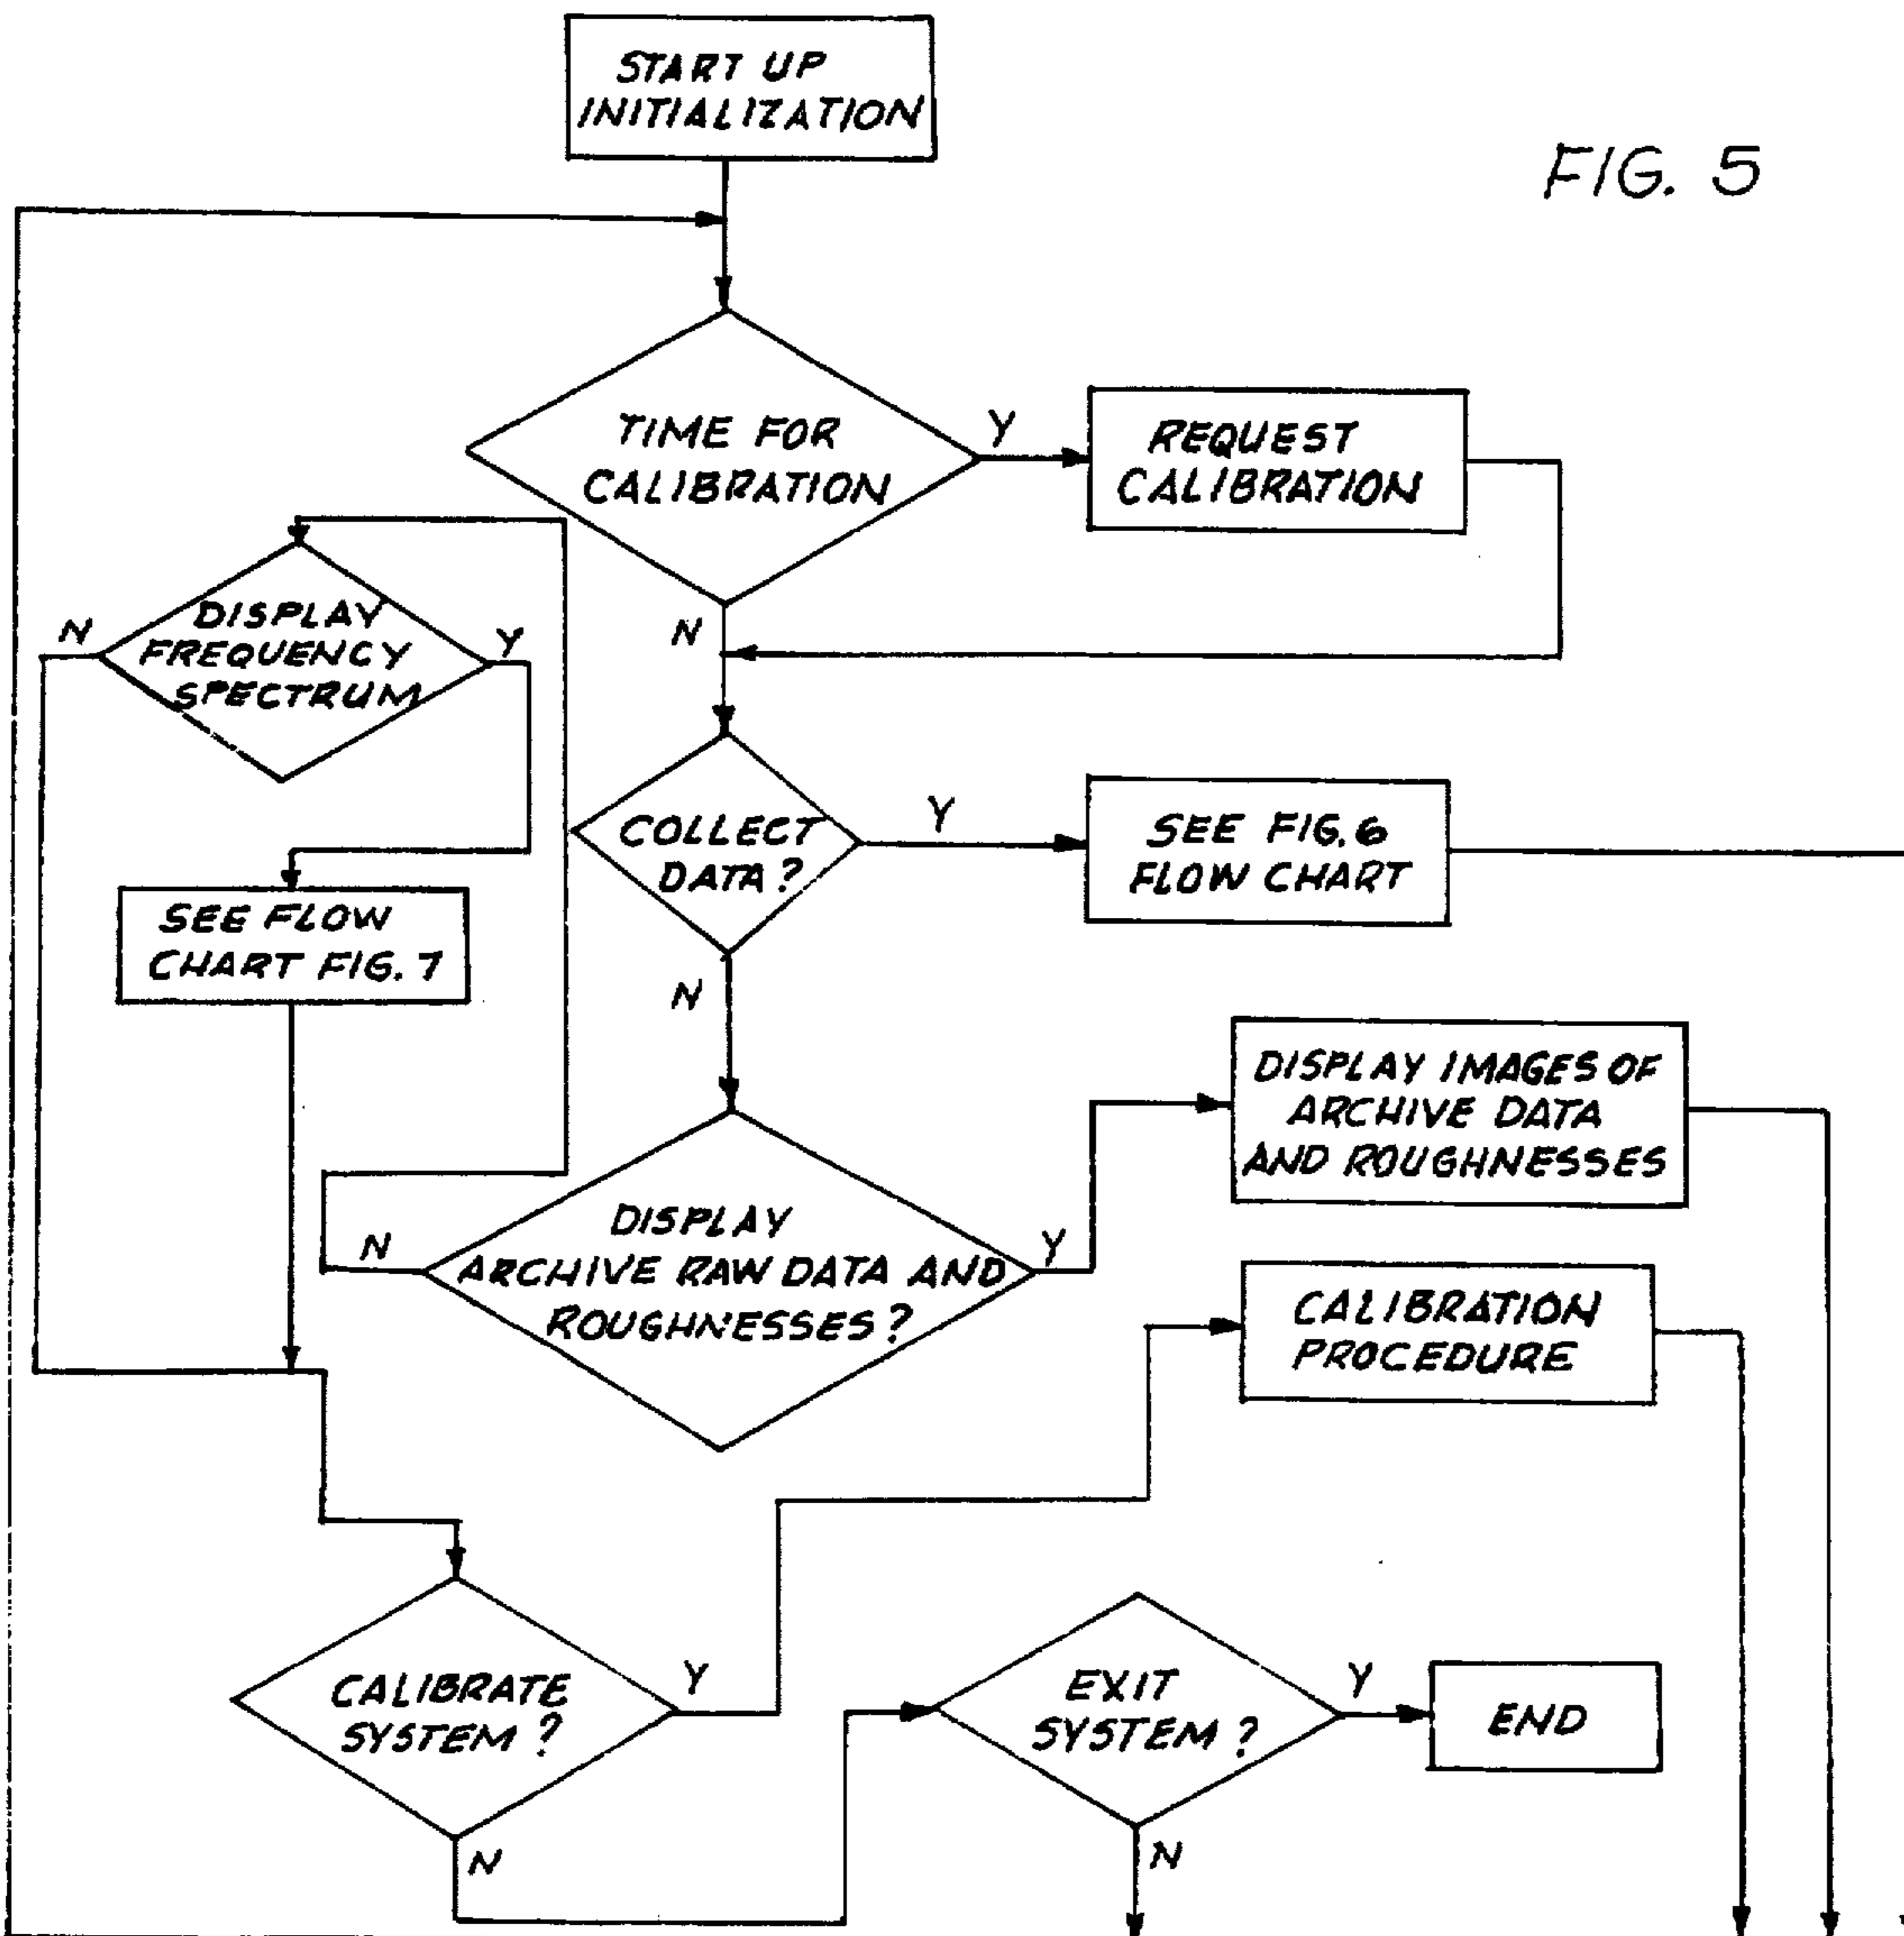 START UP
INITIALIZATION
FIG. 5
TIME FOR
CALIBRATION
Y
REQUEST
CALIBRATION
N
DISPLAY
FREQUENCY
SPECTRUM
N
Y
COLLECT
DATA?
Y
SEE FIG. 6
FLOW CHART
N
SEE FLOW
CHART FIG. 7
DISPLAY
ARCHIVE RAW DATA AND
ROUGHNESSES?
N
Y
DISPLAY IMAGES OF
ARCHIVE DATA
AND ROUGHNESSES
CALIBRATION
PROCEDURE
CALIBRATE
SYSTEM?
Y
N
EXIT
SYSTEM?
Y
END
N